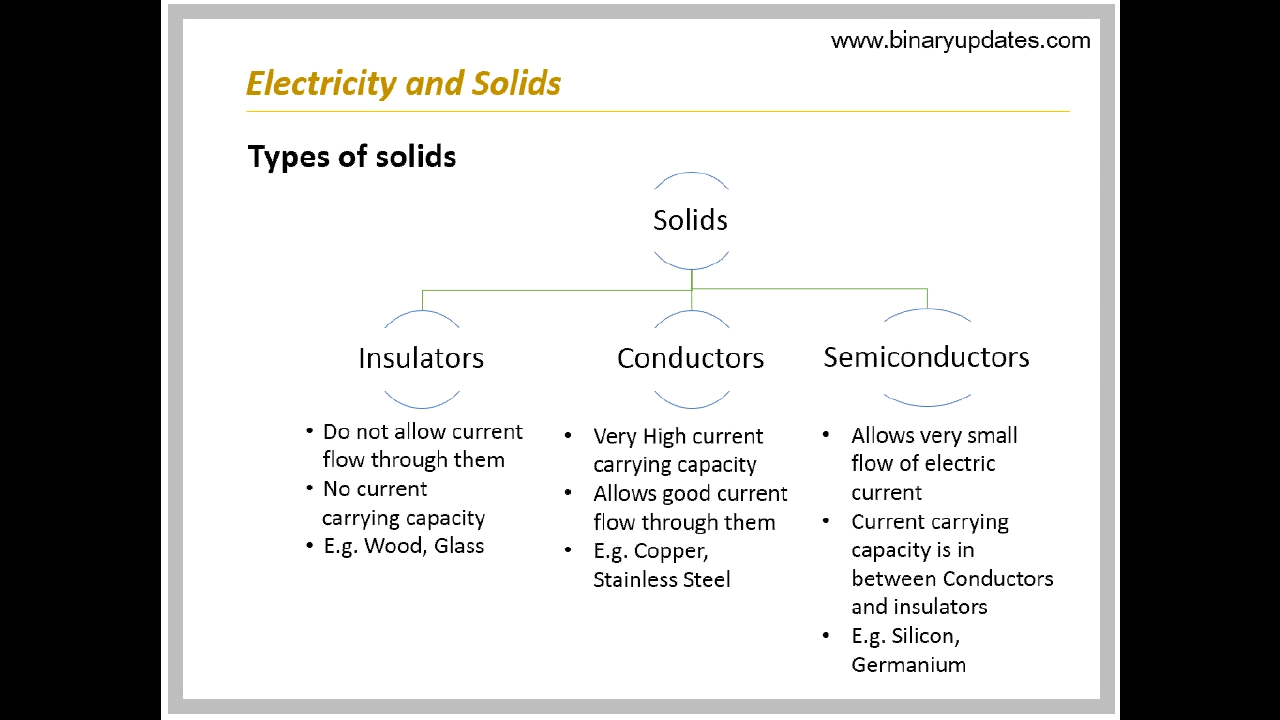 www.binaryupdates.com
Electricity and Solids
Types of solids
Solids
Insulators
Conductors
Semiconductors
• Do not allow current
flow through them
• No current
carrying capacity
• E.g. Wood, Glass
• Very High current
carrying capacity
• Allows good current
flow through them
• E.g. Copper,
Stainless Steel
• Allows very small
flow of electric
current
• Current carrying
capacity is in
between Conductors
and insulators
• E.g. Silicon,
Germanium